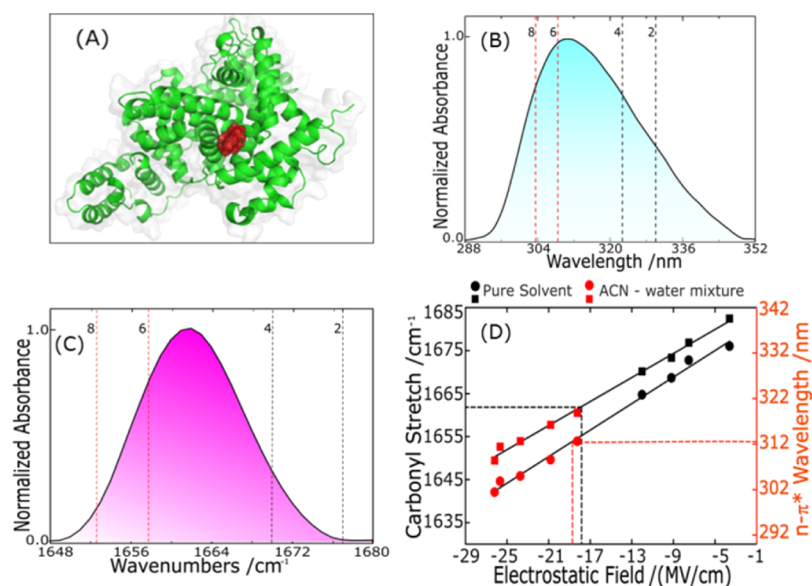 (A)
(B)
8 6 4 2
1.0
Normalized Absorbance
0.0
288 304 320 336 352
Wavelength /nm
(C)
8 6 4 2
1.0
Normalized Absorbance
0.0
1648 1656 1664 1672 1680
Wavenumbers /cm-1
Pure Solvent ACN - water mixture
(D)
1685
1675
1665
1655
1645
1635
Carbonyl Stretch /cm-1
342
332
322
312
302
292
n-π* Wavelength /nm
-29 -25 -21 -17 -13 -9 -5 -1
Electrostatic Field /(MV/cm)